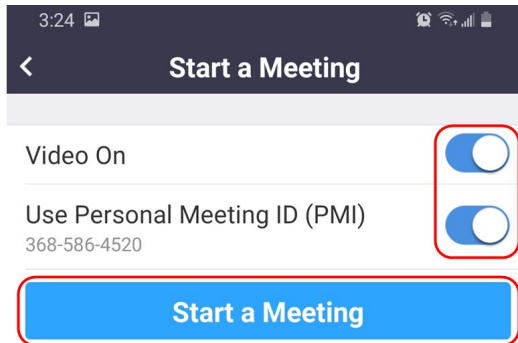 3:24
Start a Meeting
Video On
Use Personal Meeting ID (PMI)
368-586-4520
Start a Meeting